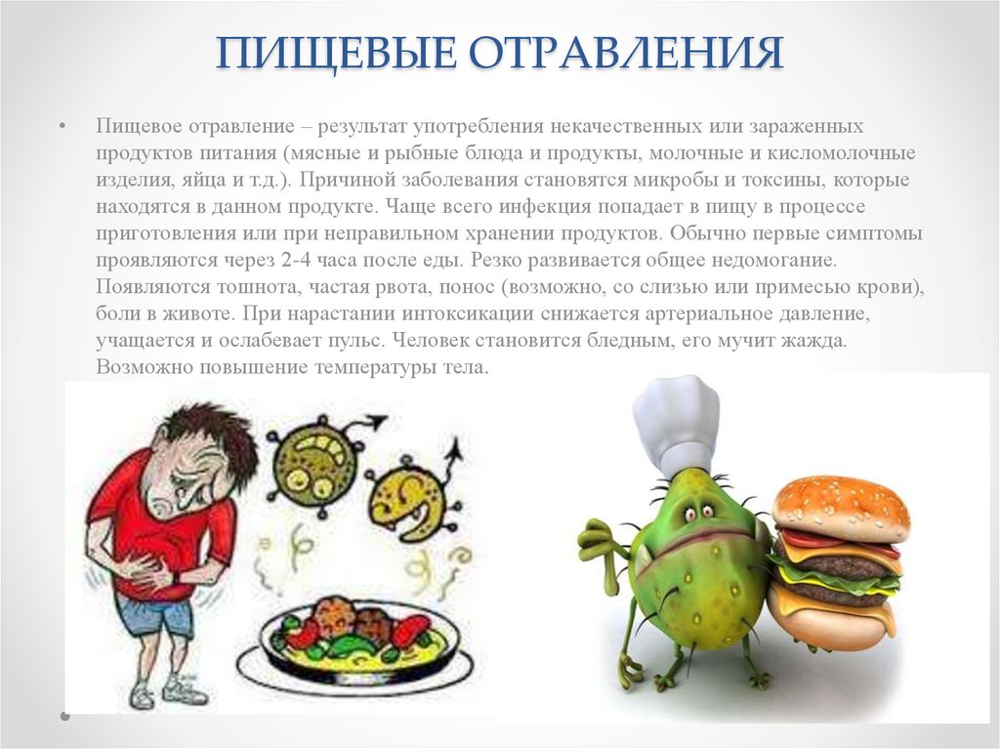 ПИЩЕВЫЕ ОТРАВЛЕНИЯ
• Пищевое отравление – результат употребления некачественных или зараженных
продуктов питания (мясные и рыбные блюда и продукты, молочные и кисломолочные
изделия, яйца и т.д.). Причиной заболевания становятся микробы и токсины, которые
находятся в данном продукте. Чаще всего инфекция попадает в пищу в процессе
приготовления или при неправильном хранении продуктов. Обычно первые симптомы
проявляются через 2-4 часа после еды. Резко развивается общее недомогание.
Появляются тошнота, частая рвота, понос (возможно, со слизью или примесью крови),
боли в животе. При нарастании интоксикации снижается артериальное давление,
учащается и ослабевает пульс. Человек становится бледным, его мучит жажда.
Возможно повышение температуры тела.